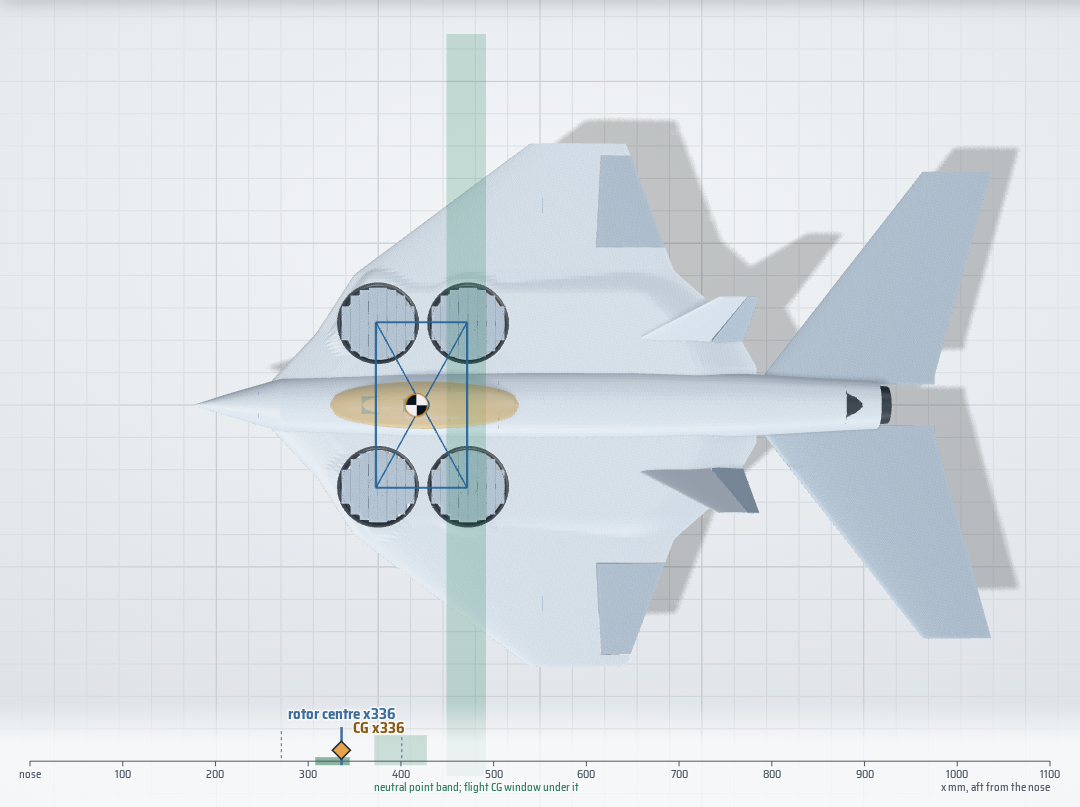 rotor centre x336
CG x336
nose 100 200 300 400 500 600 700 800 900 1000 1100
neutral point band; flight CG window under it
x mm, aft from the nose